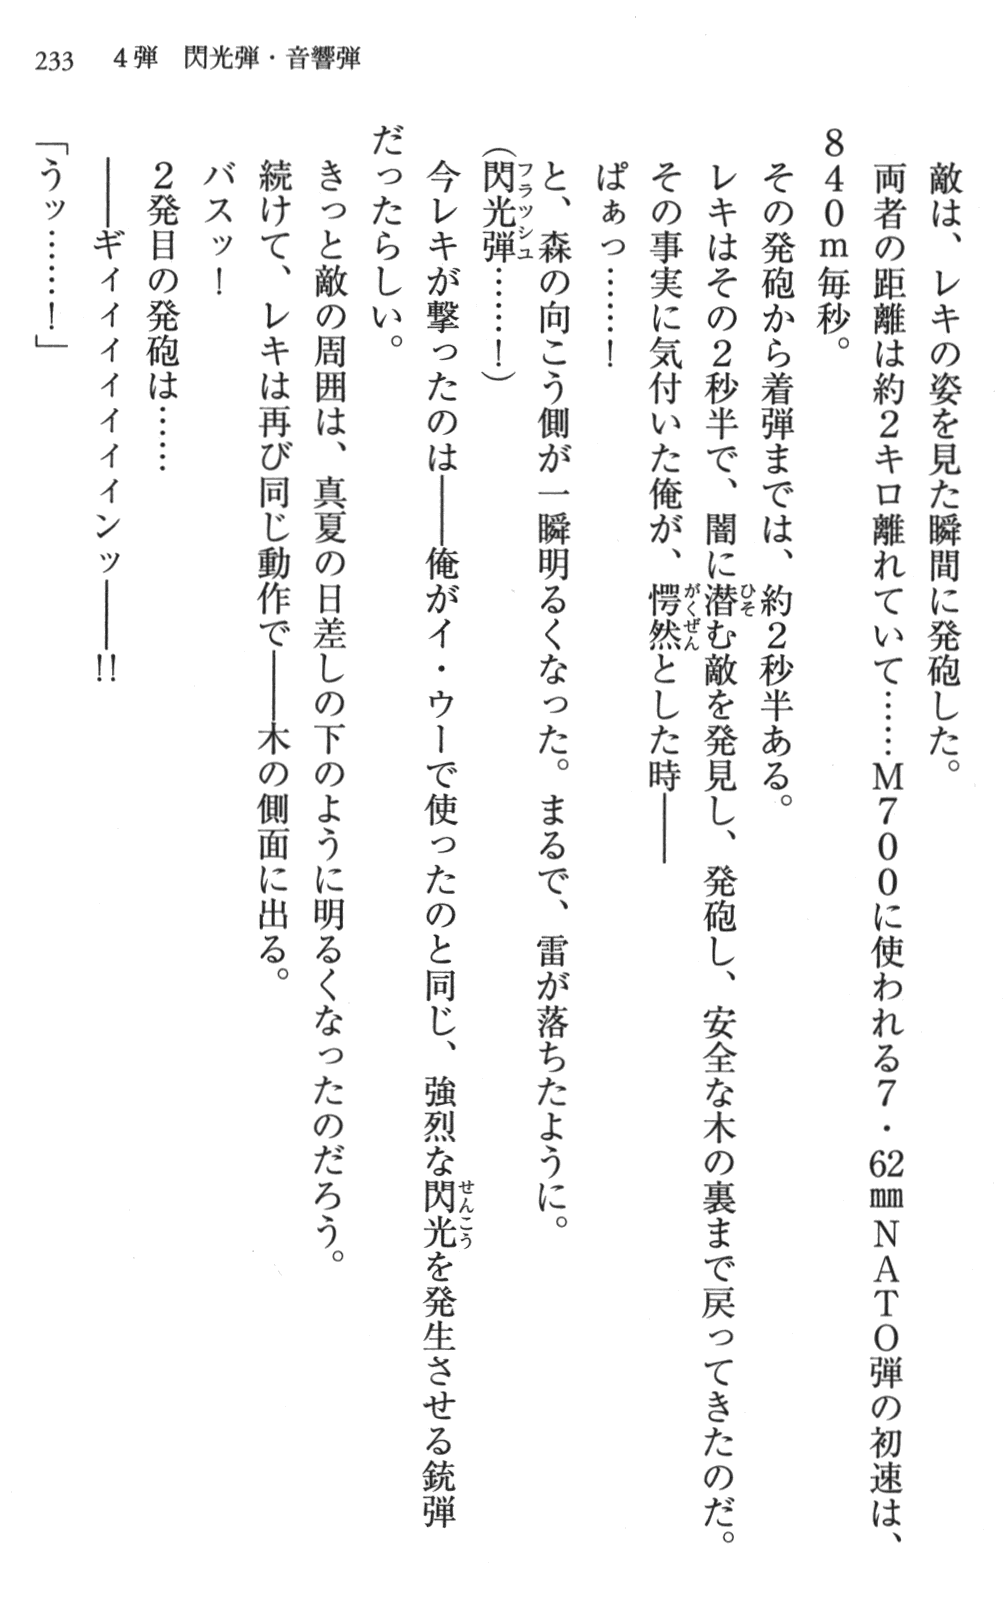 233　4弾　閃光弾・音響弾
敵は、レキの姿を見た瞬間に発砲した。
両者の距離は約2キロ離れていて……M700に使われる7・62㎜NATO弾の初速は、
840m毎秒。
その発砲から着弾までは、約2秒半ある。
レキはその2秒半で、闇に潜む敵を発見し、発砲し、安全な木の裏まで戻ってきたのだ。
その事実に気付いた俺が、愕然とした時――
ぱぁっ……！
と、森の向こう側が一瞬明るくなった。まるで、雷が落ちたように。
（閃光弾……！）
今レキが撃ったのは――俺がイ・ウーで使ったのと同じ、強烈な閃光を発生させる銃弾
だったらしい。
きっと敵の周囲は、真夏の日差しの下のように明るくなったのだろう。
続けて、レキは再び同じ動作で――木の側面に出る。
バスッ！
2発目の発砲は……
――ギィィィィィィンッ――!!
「うッ……！」